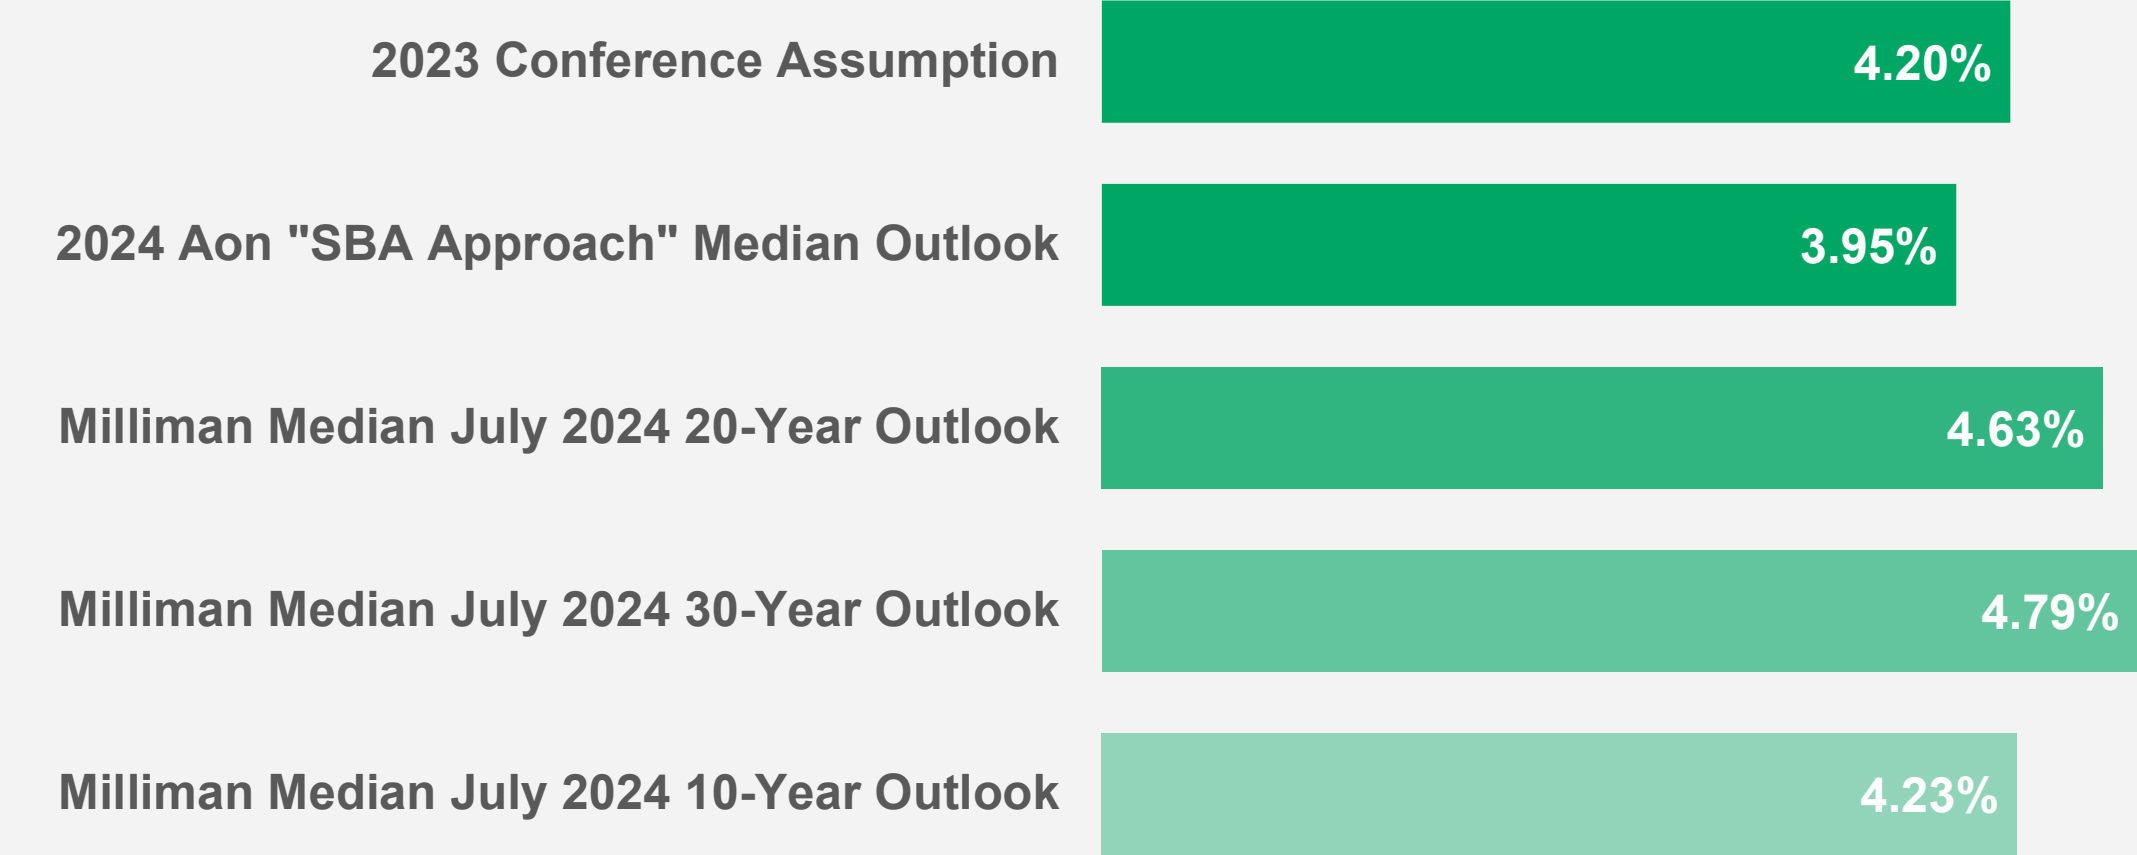 2023 Conference Assumption 4.20%
2024 Aon "SBA Approach" Median Outlook 3.95%
Milliman Median July 2024 20-Year Outlook 4.63%
Milliman Median July 2024 30-Year Outlook 4.79%
Milliman Median July 2024 10-Year Outlook 4.23%